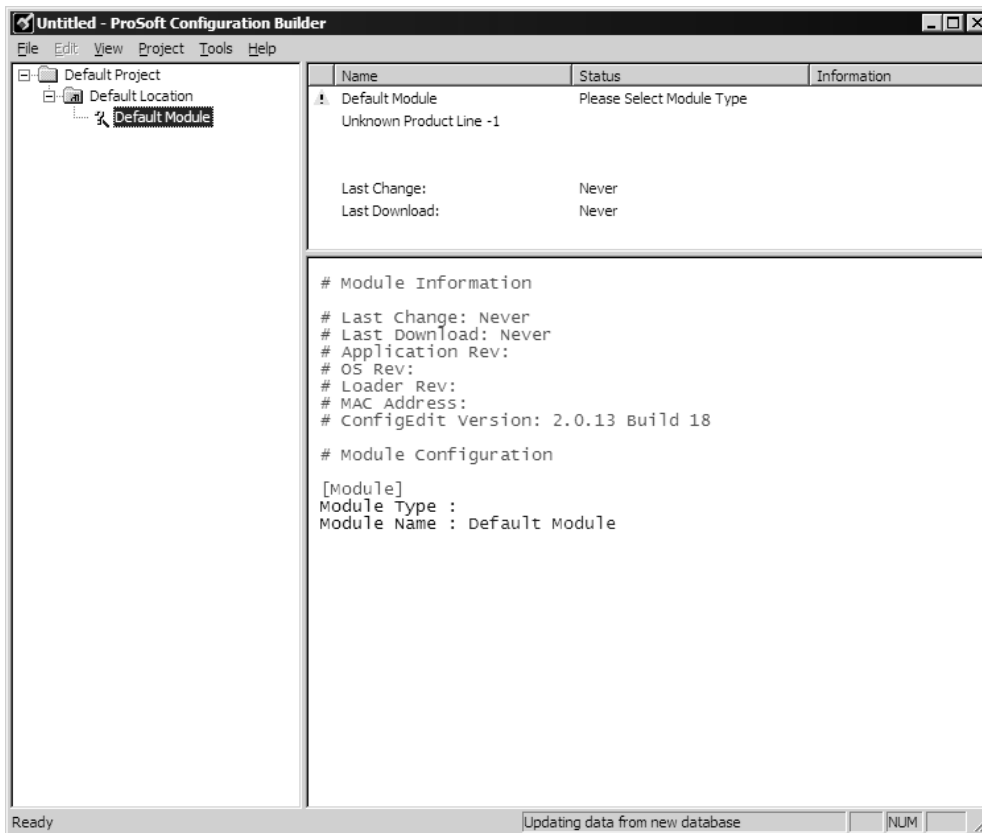 Untitled - ProSoft Configuration Builder
File Edit View Project Tools Help
Default Project
Default Location
Default Module
Name Status Information
Default Module Please Select Module Type
Unknown Product Line -1
Last Change: Never
Last Download: Never
# Module Information
# Last Change: Never
# Last Download: Never
# Application Rev:
# OS Rev:
# Loader Rev:
# MAC Address:
# ConfigEdit Version: 2.0.13 Build 18
# Module Configuration
[Module]
Module Type :
Module Name : Default Module
Ready Updating data from new database NUM